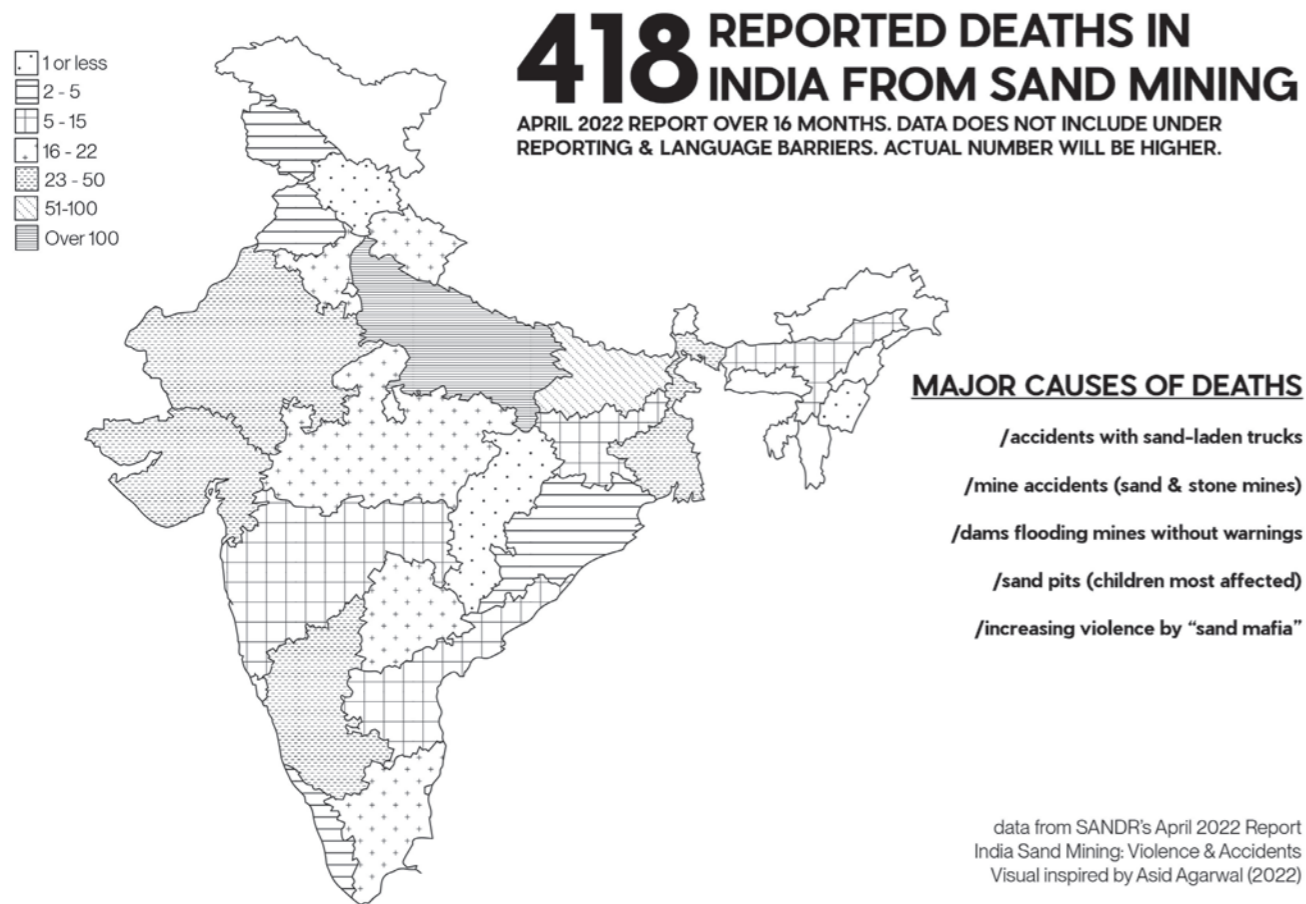 418 REPORTED DEATHS IN
INDIA FROM SAND MINING
APRIL 2022 REPORT OVER 16 MONTHS. DATA DOES NOT INCLUDE UNDER
REPORTING & LANGUAGE BARRIERS. ACTUAL NUMBER WILL BE HIGHER.
1 or less
2 - 5
5 - 15
16 - 22
23 - 50
51-100
Over 100
MAJOR CAUSES OF DEATHS
/accidents with sand-laden trucks
/mine accidents (sand & stone mines)
/dams flooding mines without warnings
/sand pits (children most affected)
/increasing violence by “sand mafia”
data from SANDR's April 2022 Report
India Sand Mining: Violence & Accidents
Visual inspired by Asid Agarwal (2022)